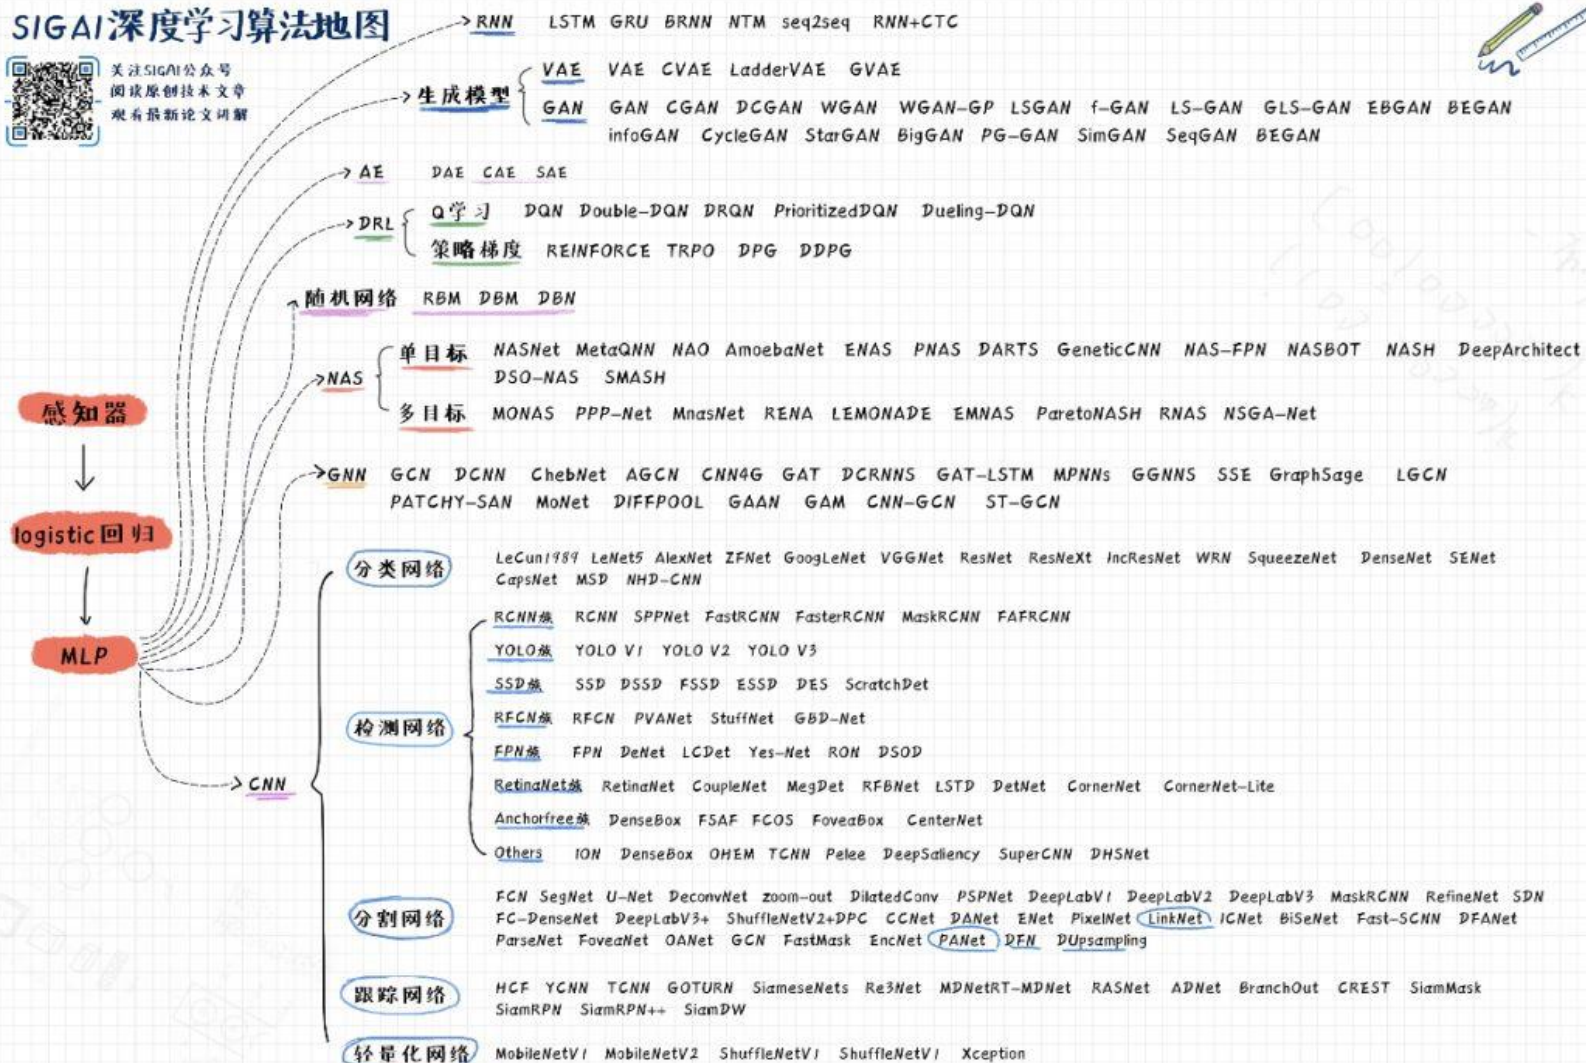 SIGAI深度学习算法地图
关注SIGAI公众号
阅读原创技术文章
观看最新论文讲解
RNN LSTM GRU BRNN NTM seq2seq RNN+CTC
生成模型
VAE VAE CVAE LadderVAE GVAE
GAN GAN CGAN DCGAN WGAN WGAN-GP LSGAN f-GAN LS-GAN GLS-GAN EBGAN BEGAN
infoGAN CycleGAN StarGAN BigGAN PG-GAN SimGAN SeqGAN BEGAN
AE DAE CAE SAE
DRL
Q学习 DQN Double-DQN DRQN PrioritizedDQN Dueling-DQN
策略梯度 REINFORCE TRPO DPG DDPG
随机网络 RBM DBM DBN
NAS
单目标 NASNet MetaQNN NAO AmoebaNet ENAS PNAS DARTS GeneticCNN NAS-FPN NASBOT NASH DeepArchitect
DSO-NAS SMASH
多目标 MONAS PPP-Net MnasNet RENA LEMONADE EMNAS ParetoNASH RNAS NSGA-Net
感知器
logistic回归
MLP
GNN GCN DCNN ChebNet AGCN CNN4G GAT DCRNNS GAT-LSTM MPNNs GGNNS SSE GraphSage LGCN
PATCHY-SAN MoNet DIFFPOOL GAAN GAM CNN-GCN ST-GCN
CNN
分类网络 LeCun1989 LeNet5 AlexNet ZFNet GoogLeNet VGGNet ResNet ResNeXt IncResNet WRN SqueezeNet DenseNet SENet
CapsNet MSD NHD-CNN
检测网络
RCNN族 RCNN SPPNet FastRCNN FasterRCNN MaskRCNN FAFRCNN
YOLO族 YOLO V1 YOLO V2 YOLO V3
SSD族 SSD DSSD FSSD ESSD DES ScratchDet
RFCN族 RFCN PVANet StuffNet GBD-Net
FPN族 FPN DeNet LCDet Yes-Net RON DSOD
RetinaNet族 RetinaNet CoupleNet MegDet RFBNet LSTD DetNet CornerNet CornerNet-Lite
Anchorfree族 DenseBox FSAF FCOS FoveaBox CenterNet
Others ION DenseBox OHEM TCNN Pelee DeepSaliency SuperCNN DHSNet
分割网络 FCN SegNet U-Net DeconvNet zoom-out DilatedConv PSPNet DeepLabV1 DeepLabV2 DeepLabV3 MaskRCNN RefineNet SDN
FC-DenseNet DeepLabV3+ ShuffleNetV2+DPC CCNet DANet ENet PixelNet LinkNet ICNet BiSeNet Fast-SCNN DFANet
ParseNet FoveaNet OANet GCN FastMask EncNet PANet DFN DUpsampling
跟踪网络 HCF YCNN TCNN GOTURN SiameseNets Re3Net MDNetRT-MDNet RASNet ADNet BranchOut CREST SiamMask
SiamRPN SiamRPN++ SiamDW
轻量化网络 MobileNetV1 MobileNetV2 ShuffleNetV1 ShuffleNetV1 Xception